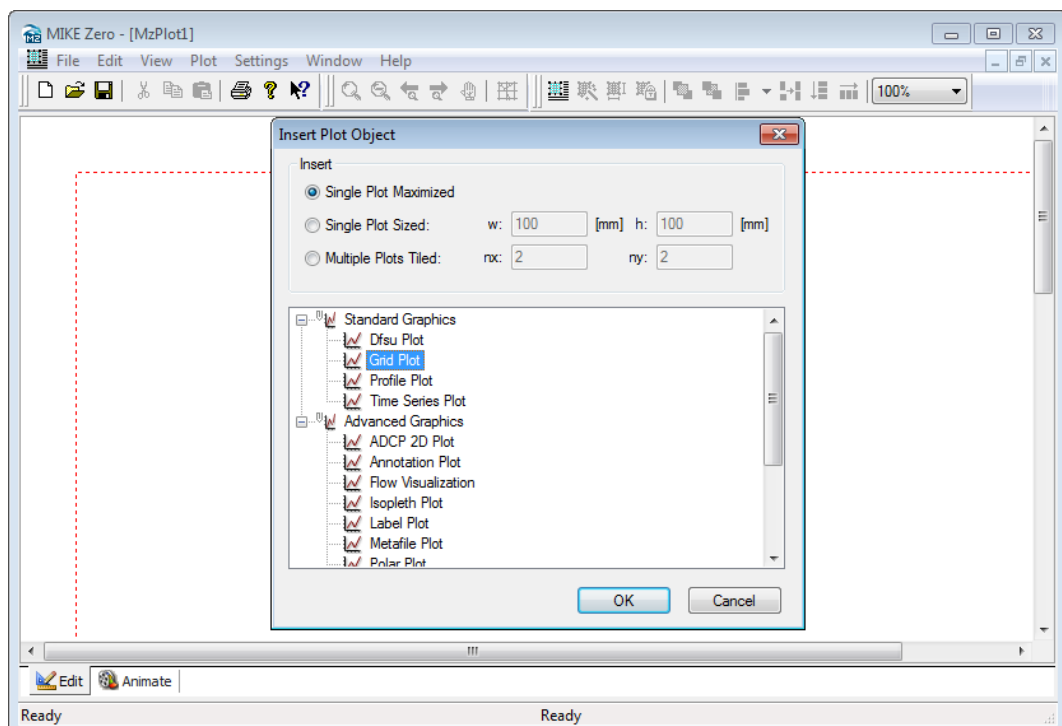 MIKE Zero - [MzPlot1]
File Edit View Plot Settings Window Help
100%
Insert Plot Object
Insert
Single Plot Maximized
Single Plot Sized: w: 100 [mm] h: 100 [mm]
Multiple Plots Tiled: nx: 2 ny: 2
Standard Graphics
Dfsu Plot
Grid Plot
Profile Plot
Time Series Plot
Advanced Graphics
ADCP 2D Plot
Annotation Plot
Flow Visualization
Isopleth Plot
Label Plot
Metafile Plot
Polar Plot
OK Cancel
Edit Animate
Ready Ready